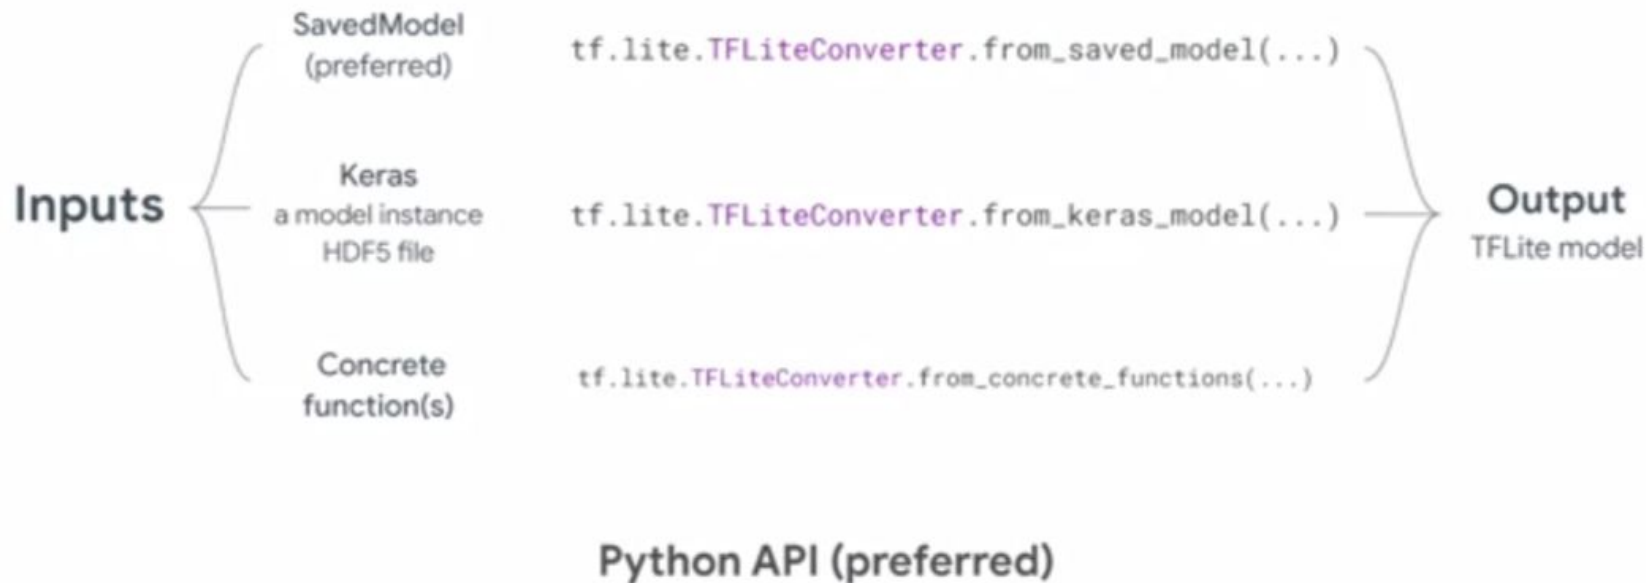 SavedModel
(preferred)
tf.lite.TFLiteConverter.from_saved_model(...)
Inputs
Keras
a model instance
HDF5 file
tf.lite.TFLiteConverter.from_keras_model(...)
Output
TFLite model
Concrete
function(s)
tf.lite.TFLiteConverter.from_concrete_functions(...)
Python API (preferred)